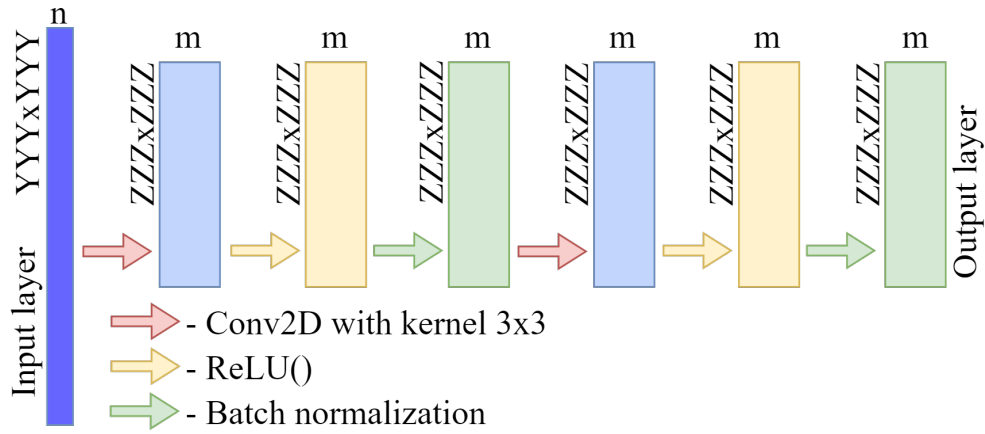 n
YYYxYYY
Input layer
m
ZZZxZZZ
m
ZZZxZZZ
m
ZZZxZZZ
m
ZZZxZZZ
m
ZZZxZZZ
m
ZZZxZZZ
Output layer
- Conv2D with kernel 3x3
- ReLU()
- Batch normalization